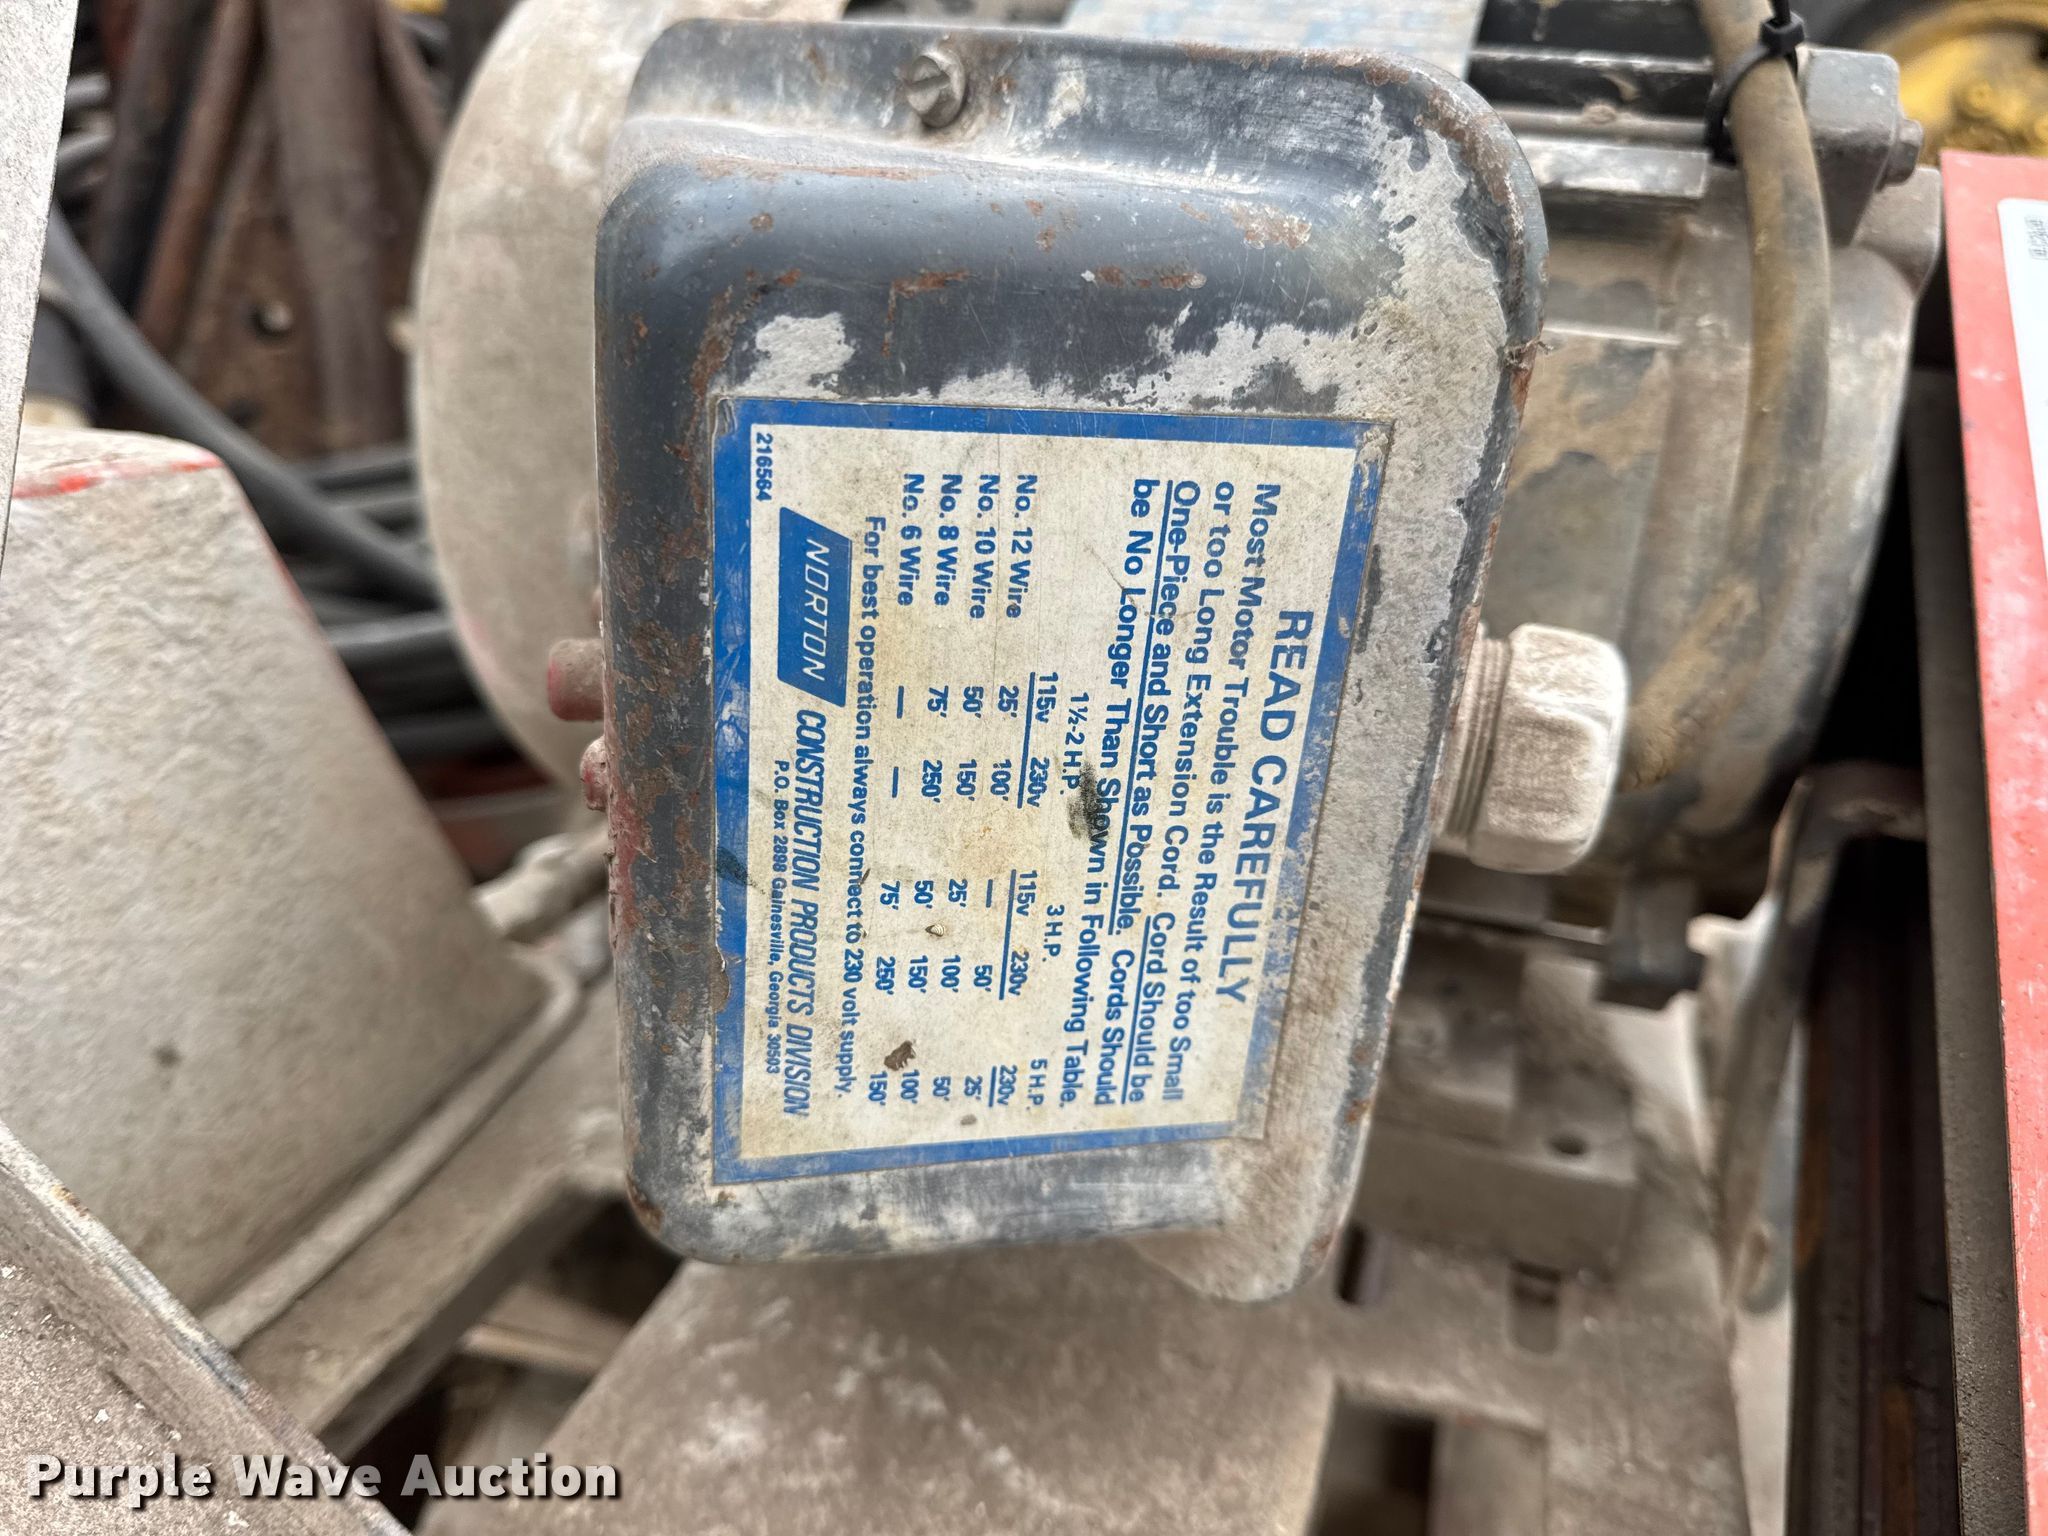 READ CAREFULLY
Most Motor Trouble is the Result of too Small
or too Long Extension Cord. Cord Should be
One-Piece and Short as Possible. Cords Should
be No Longer Than Shown in Following Table.
1½-2 H.P. 3 H.P. 5 H.P.
115v 230v 115v 230v 230v
No. 12 Wire 25' 100' — 50' 25'
No. 10 Wire 50' 150' 25' 100' 50'
No. 8 Wire 75' 250' 50' 150' 100'
No. 6 Wire — — 75' 250' 150'
For best operation always connect to 230 volt supply.
NORTON CONSTRUCTION PRODUCTS DIVISION
P.O. Box 2898 Gainesville, Georgia 30503
216564
Purple Wave Auction